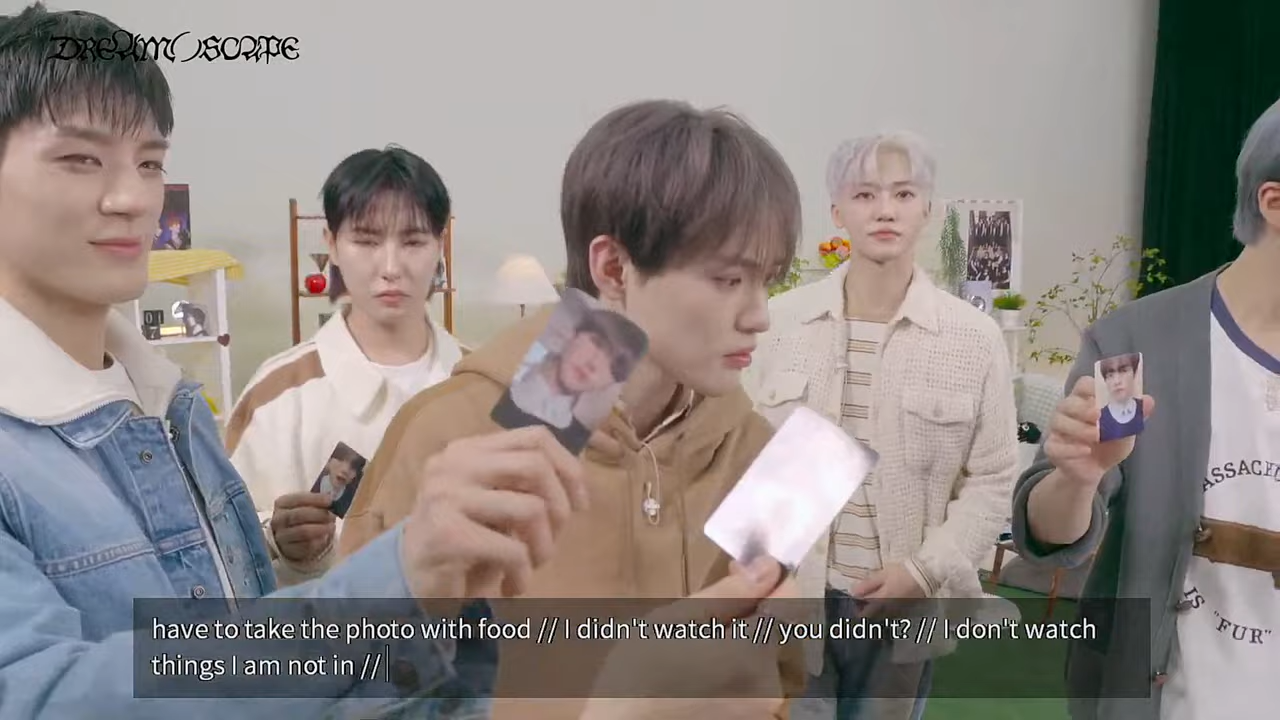 DREAM()SCAPE
ASSACH
IS "FUR"
have to take the photo with food // I didn't watch it // you didn't? // I don't watch
things I am not in //